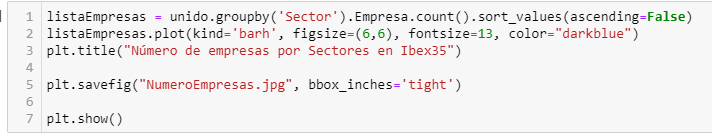 1 listaEmpresas = unido.groupby('Sector').Empresa.count().sort_values(ascending=False)
2 listaEmpresas.plot(kind='barh', figsize=(6,6), fontsize=13, color="darkblue")
3 plt.title("Número de empresas por Sectores en Ibex35")
4
5 plt.savefig("NumeroEmpresas.jpg", bbox_inches='tight')
6
7 plt.show()